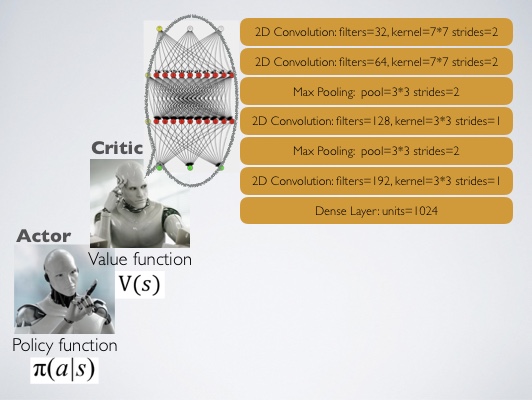 2D Convolution: filters=32, kernel=7*7 strides=2
2D Convolution: filters=64, kernel=7*7 strides=2
Max Pooling: pool=3*3 strides=2
2D Convolution: filters=128, kernel=3*3 strides=1
Max Pooling: pool=3*3 strides=2
2D Convolution: filters=192, kernel=3*3 strides=1
Dense Layer: units=1024
Critic
Value function
V(s)
Actor
Policy function
π(a|s)